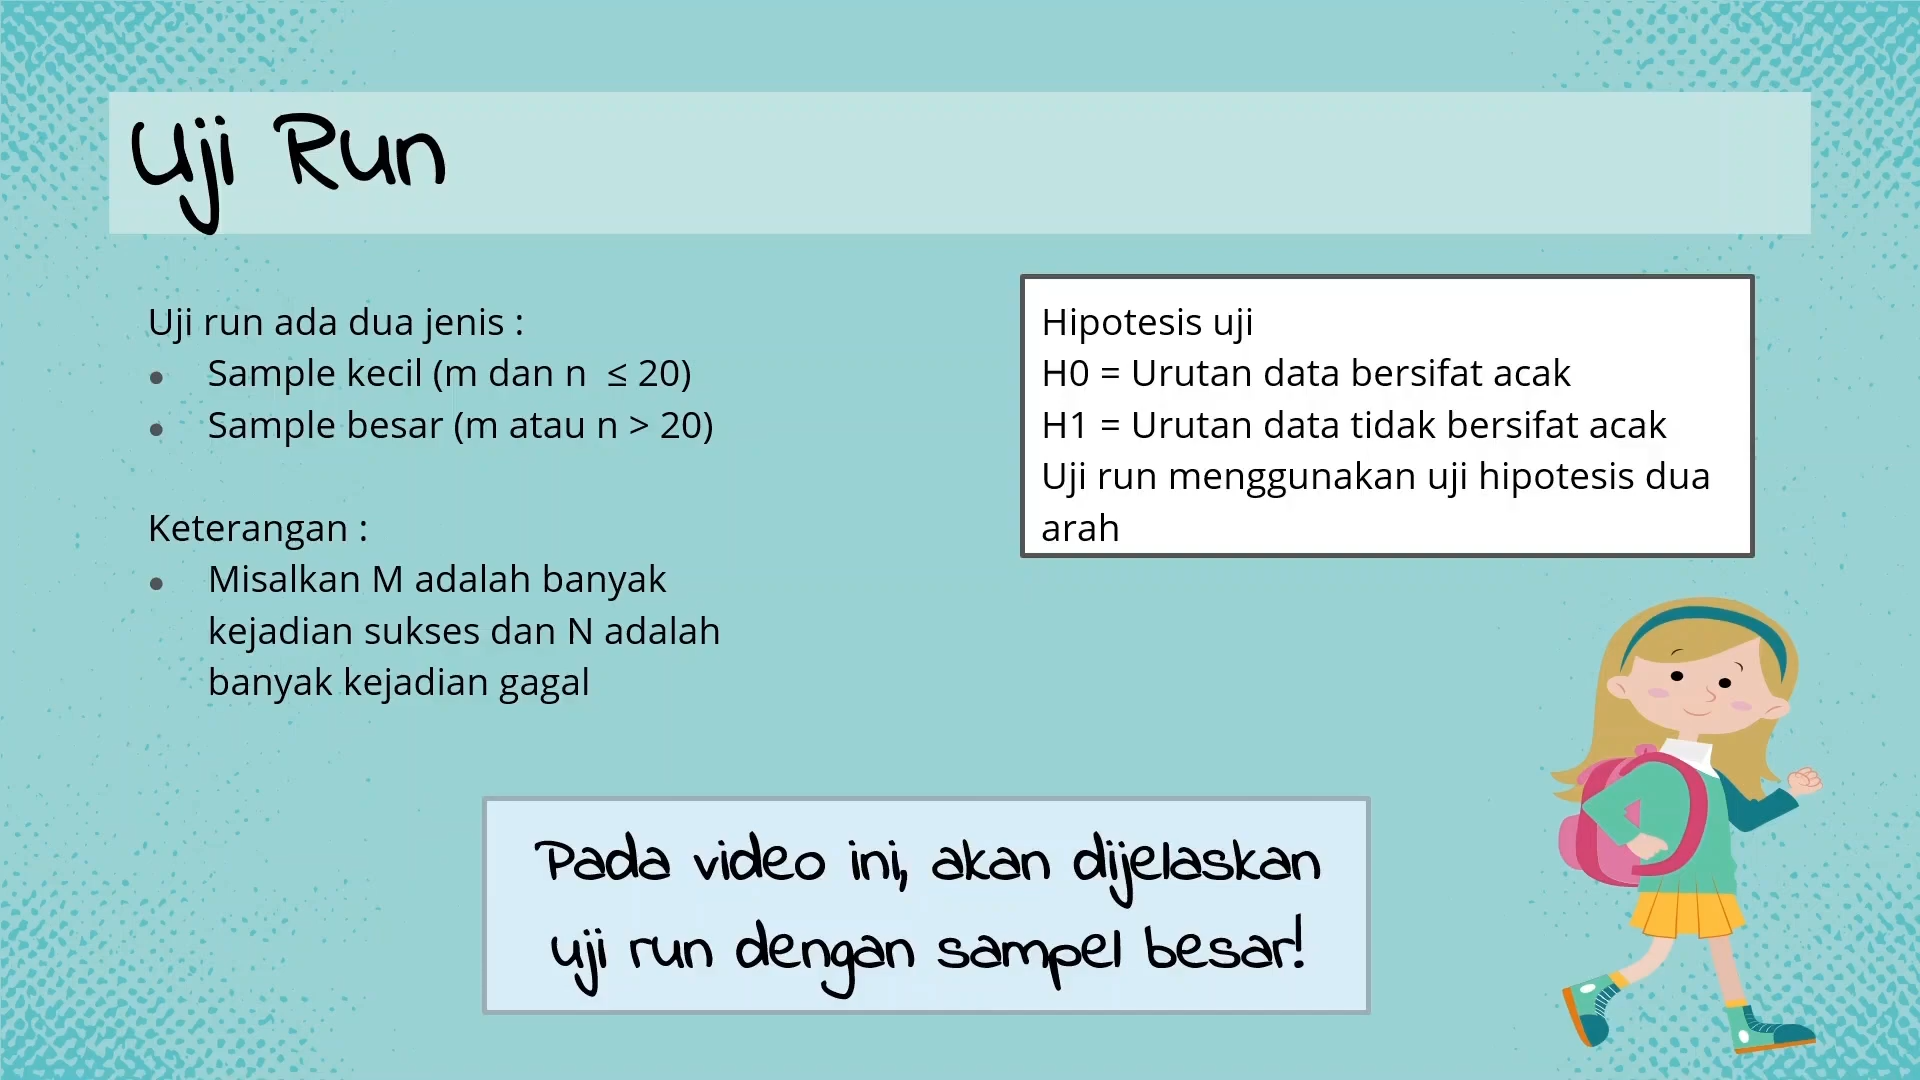 Uji Run
Uji run ada dua jenis :
● Sample kecil (m dan n ≤ 20)
● Sample besar (m atau n > 20)
Keterangan :
● Misalkan M adalah banyak
kejadian sukses dan N adalah
banyak kejadian gagal
Hipotesis uji
H0 = Urutan data bersifat acak
H1 = Urutan data tidak bersifat acak
Uji run menggunakan uji hipotesis dua
arah
Pada video ini, akan dijelaskan
uji run dengan sampel besar!